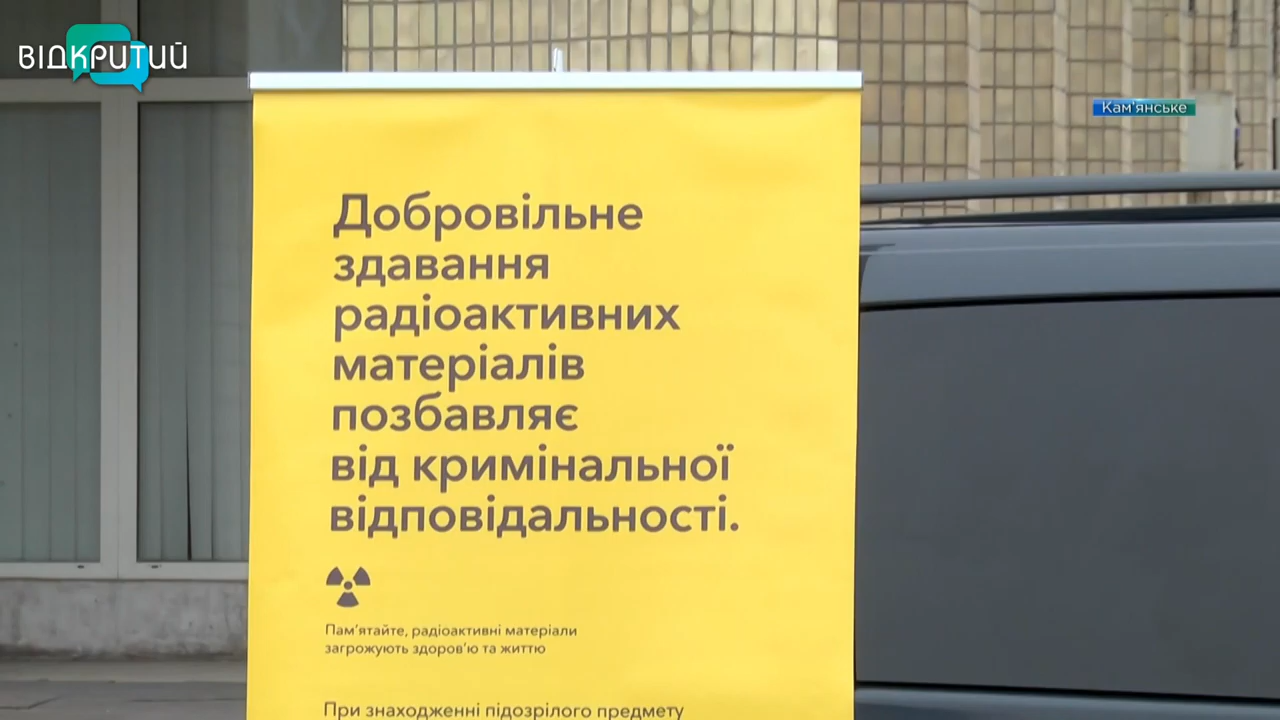 ВІДКРИТИЙ
Кам'янське
Добровільне
здавання
радіоактивних
матеріалів
позбавляє
від кримінальної
відповідальності.
Пам'ятайте, радіоактивні матеріали
загрожують здоров'ю та життю
При знаходженні підозрілого предмету